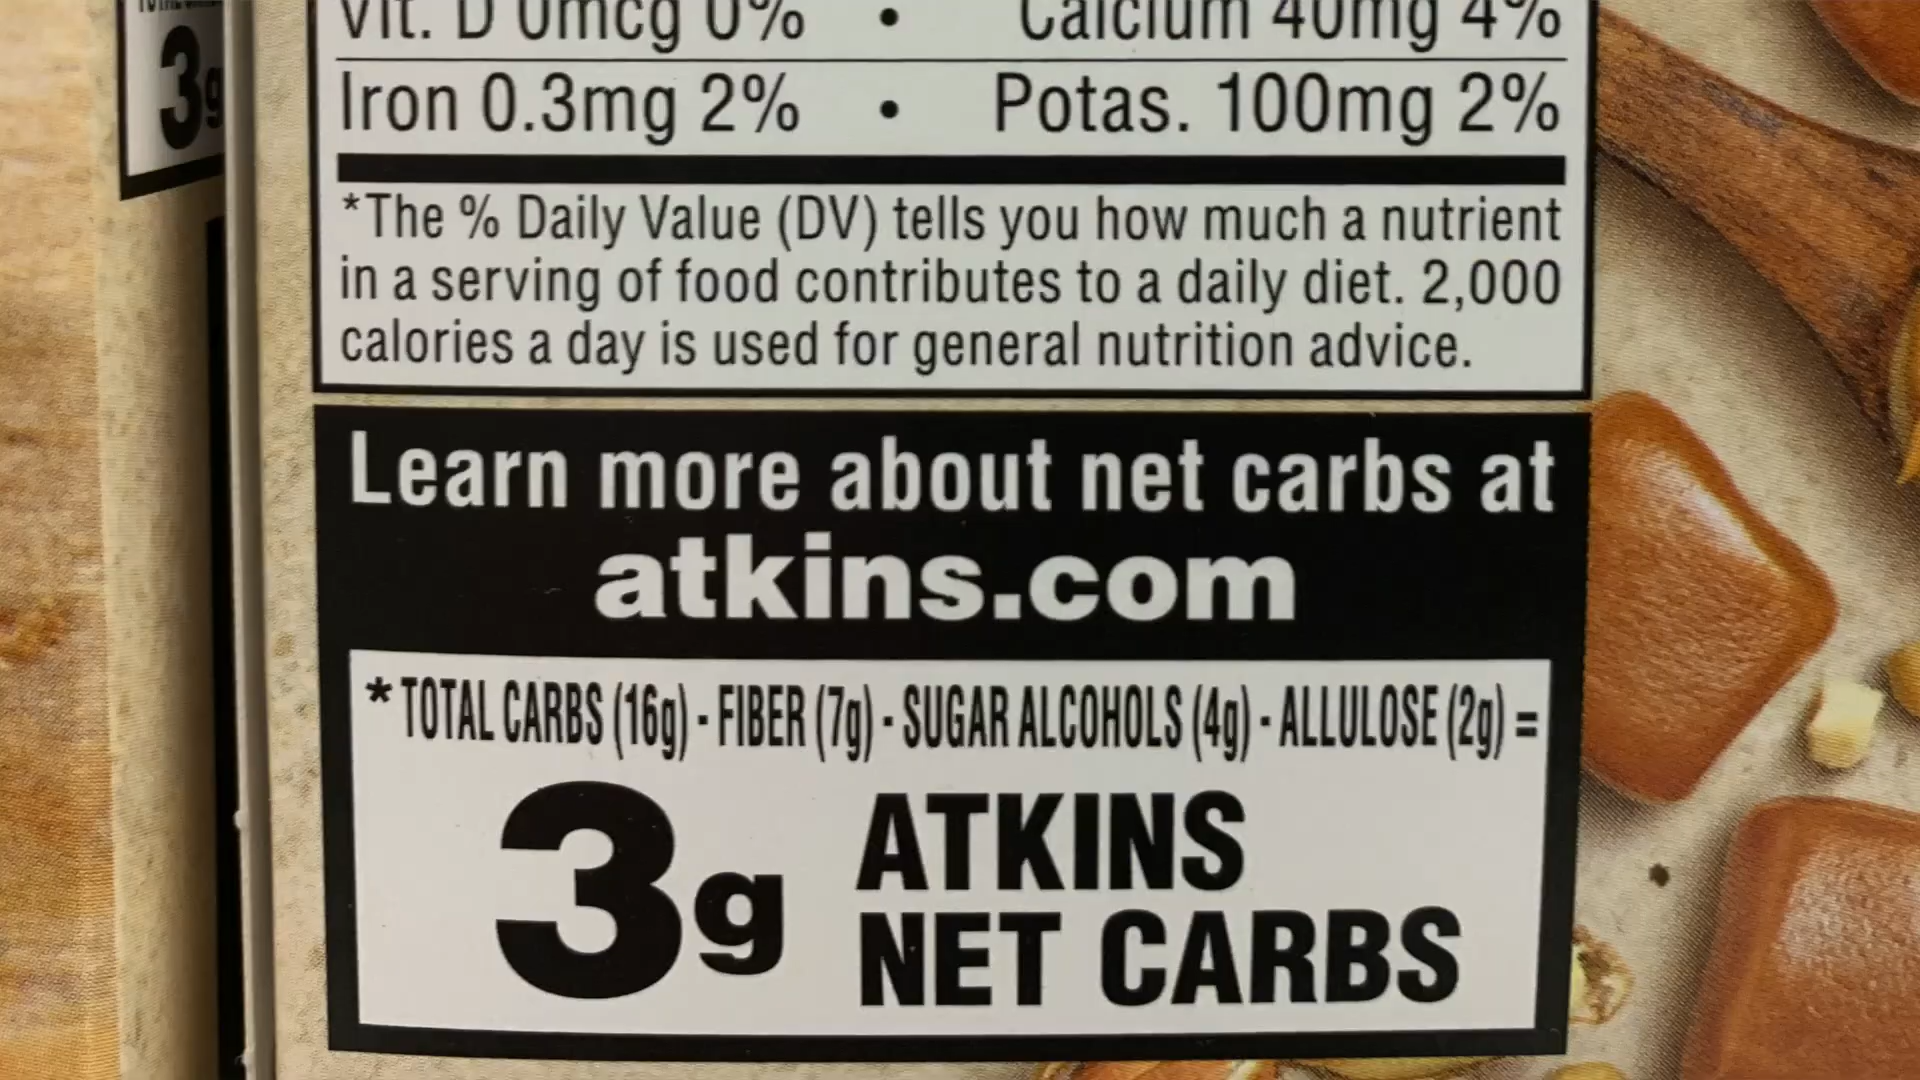 3g
Vit. D 0mcg 0% • Calcium 40mg 4%
Iron 0.3mg 2% • Potas. 100mg 2%
*The % Daily Value (DV) tells you how much a nutrient
in a serving of food contributes to a daily diet. 2,000
calories a day is used for general nutrition advice.
Learn more about net carbs at
atkins.com
* TOTAL CARBS (16g) - FIBER (7g) - SUGAR ALCOHOLS (4g) - ALLULOSE (2g) =
3g ATKINS
NET CARBS